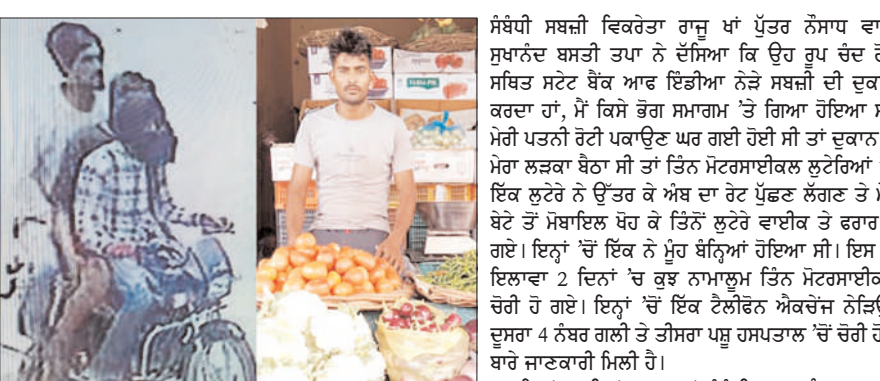 ਸੰਬੰਧੀ ਸਬਜ਼ੀ ਵਿਕਰੇਤਾ ਰਾਜੂ ਖਾਂ ਪੁੱਤਰ ਨੌਸਾਧ
ਸੁਖਾਨੰਦ ਬਸਤੀ ਤਪਾ ਨੇ ਦੱਸਿਆ ਕਿ ਉਹ ਰੂਪ ਚੰਦ
ਸਥਿਤ ਸਟੇਟ ਬੈਂਕ ਆਫ ਇੰਡੀਆ ਨੇੜੇ ਸਬਜ਼ੀ ਦੀ
ਕਰਦਾ ਹਾਂ, ਮੈਂ ਕਿਸੇ ਭੋਗ ਸਮਾਗਮ ’ਤੇ ਗਿਆ ਹੋਇਆ
ਮੇਰੀ ਪਤਨੀ ਰੋਟੀ ਪਕਾਉਣ ਘਰ ਗਈ ਹੋਈ ਸੀ ਤਾਂ ਦੁਕਾਨ
ਮੇਰਾ ਲੜਕਾ ਬੈਠਾ ਸੀ ਤਾਂ ਤਿੰਨ ਮੋਟਰਸਾਈਕਲ ਲੁਟੇਰਿਆਂ
ਇੱਕ ਲੁਟੇਰੇ ਨੇ ਉੱਤਰ ਕੇ ਅੰਬ ਦਾ ਰੇਟ ਪੁੱਛਣ ਲੱਗਣ ਤੇ
ਬੇਟੇ ਤੋਂ ਮੋਬਾਇਲ ਖੋਹ ਕੇ ਤਿੰਨੋਂ ਲੁਟੇਰੇ ਵਾਈਕ ਤੇ ਫਰਾਰ
ਗਏ। ਇਨ੍ਹਾਂ ’ਚੋਂ ਇੱਕ ਨੇ ਮੂੰਹ ਬੰਨ੍ਹਿਆਂ ਹੋਇਆ ਸੀ। ਇਸ
ਇਲਾਵਾ 2 ਦਿਨਾਂ ’ਚ ਕੁਝ ਨਾਮਾਲੂਮ ਤਿੰਨ ਮੋਟਰਸਾਈਕ
ਚੋਰੀ ਹੋ ਗਏ। ਇਨ੍ਹਾਂ ’ਚੋਂ ਇੱਕ ਟੈਲੀਫੋਨ ਐਕਚੇਂਜ
ਦੂਸਰਾ 4 ਨੰਬਰ ਗਲੀ ਤੇ ਤੀਸਰਾ ਪਸ਼ੂ ਹਸਪਤਾਲ ’ਚੋਂ ਚੋਰੀ
ਬਾਰੇ ਜਾਣਕਾਰੀ ਮਿਲੀ ਹੈ।